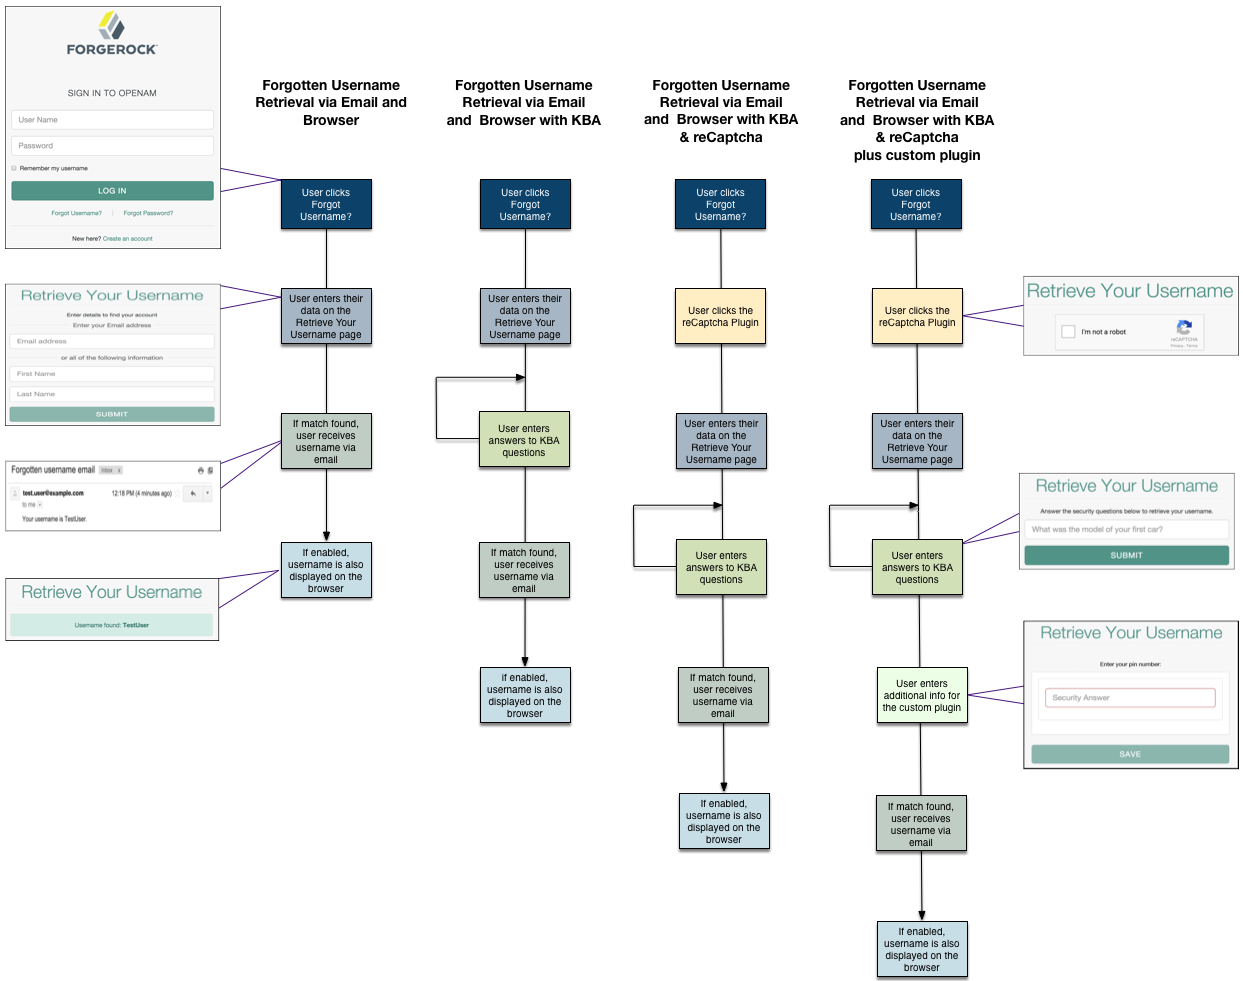 FORGEROCK
SIGN IN TO OPENAM
User Name
Password
Remember my username
LOG IN
Forgot Username? | Forgot Password?
New here? Create an account
Retrieve Your Username
Enter details to find your account
Enter your Email address
Email address
or all of the following information
First Name
Last Name
SUBMIT
Forgotten username email Inbox x
test.user@example.com 12:18 PM (4 minutes ago)
to me
Your username is TestUser.
Retrieve Your Username
Username found: TestUser
Forgotten Username
Retrieval via Email and
Browser
User clicks
Forgot
Username?
User enters their
data on the
Retrieve Your
Username page
If match found,
user receives
username via
email
If enabled,
username is also
displayed on the
browser
Forgotten Username
Retrieval via Email
and Browser with KBA
User clicks
Forgot
Username?
User enters their
data on the
Retrieve Your
Username page
User enters
answers to KBA
questions
If match found,
user receives
username via
email
if enabled,
username is also
displayed on the
browser
Forgotten Username
Retrieval via Email
and Browser with KBA
& reCaptcha
User clicks
Forgot
Username?
User clicks the
reCaptcha Plugin
User enters their
data on the
Retrieve Your
Username page
User enters
answers to KBA
questions
If match found,
user receives
username via
email
If enabled,
username is also
displayed on the
browser
Forgotten Username
Retrieval via Email
and Browser with KBA
& reCaptcha
plus custom plugin
User clicks
Forgot
Username?
User clicks the
reCaptcha Plugin
User enters their
data on the
Retrieve Your
Username page
User enters
answers to KBA
questions
User enters
additional info for
the custom plugin
If match found,
user receives
username via
email
If enabled,
username is also
displayed on the
browser
Retrieve Your Username
I'm not a robot
reCAPTCHA
Privacy - Terms
Retrieve Your Username
Answer the security questions below to retrieve your username.
What was the model of your first car?
SUBMIT
Retrieve Your Username
Enter your pin number:
Security Answer
SAVE